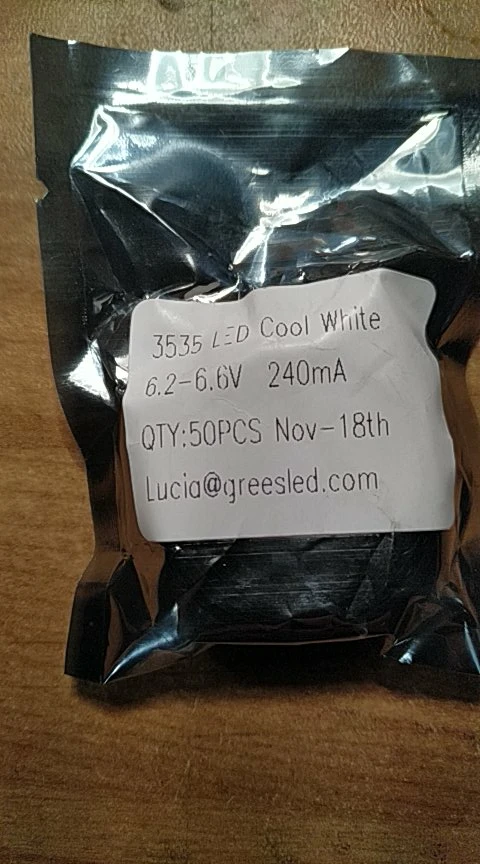 3535 LED Cool White
6.2-6.6V 240mA
QTY:50PCS Nov-18th
Lucia@greesled.com